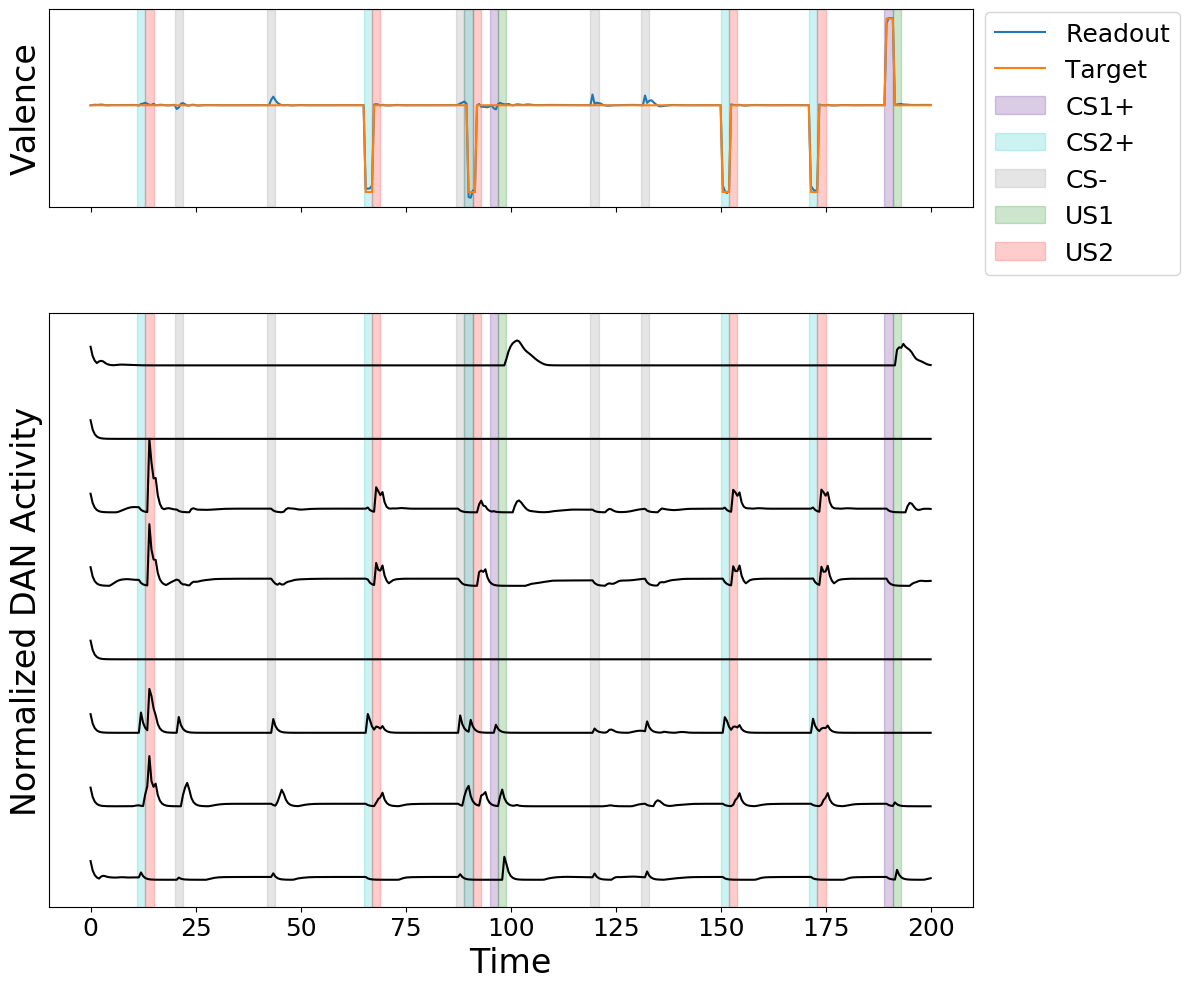 Valence
Readout
Target
CS1+
CS2+
CS-
US1
US2
Normalized DAN Activity
0 25 50 75 100 125 150 175 200
Time